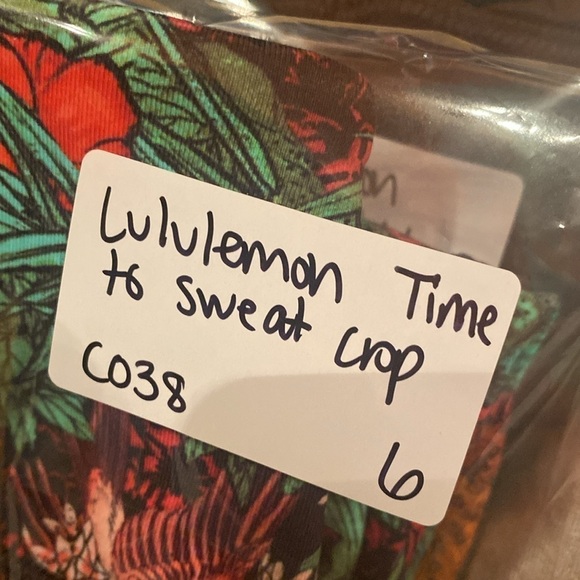 Lululemon Time
to sweat crop
C038
6